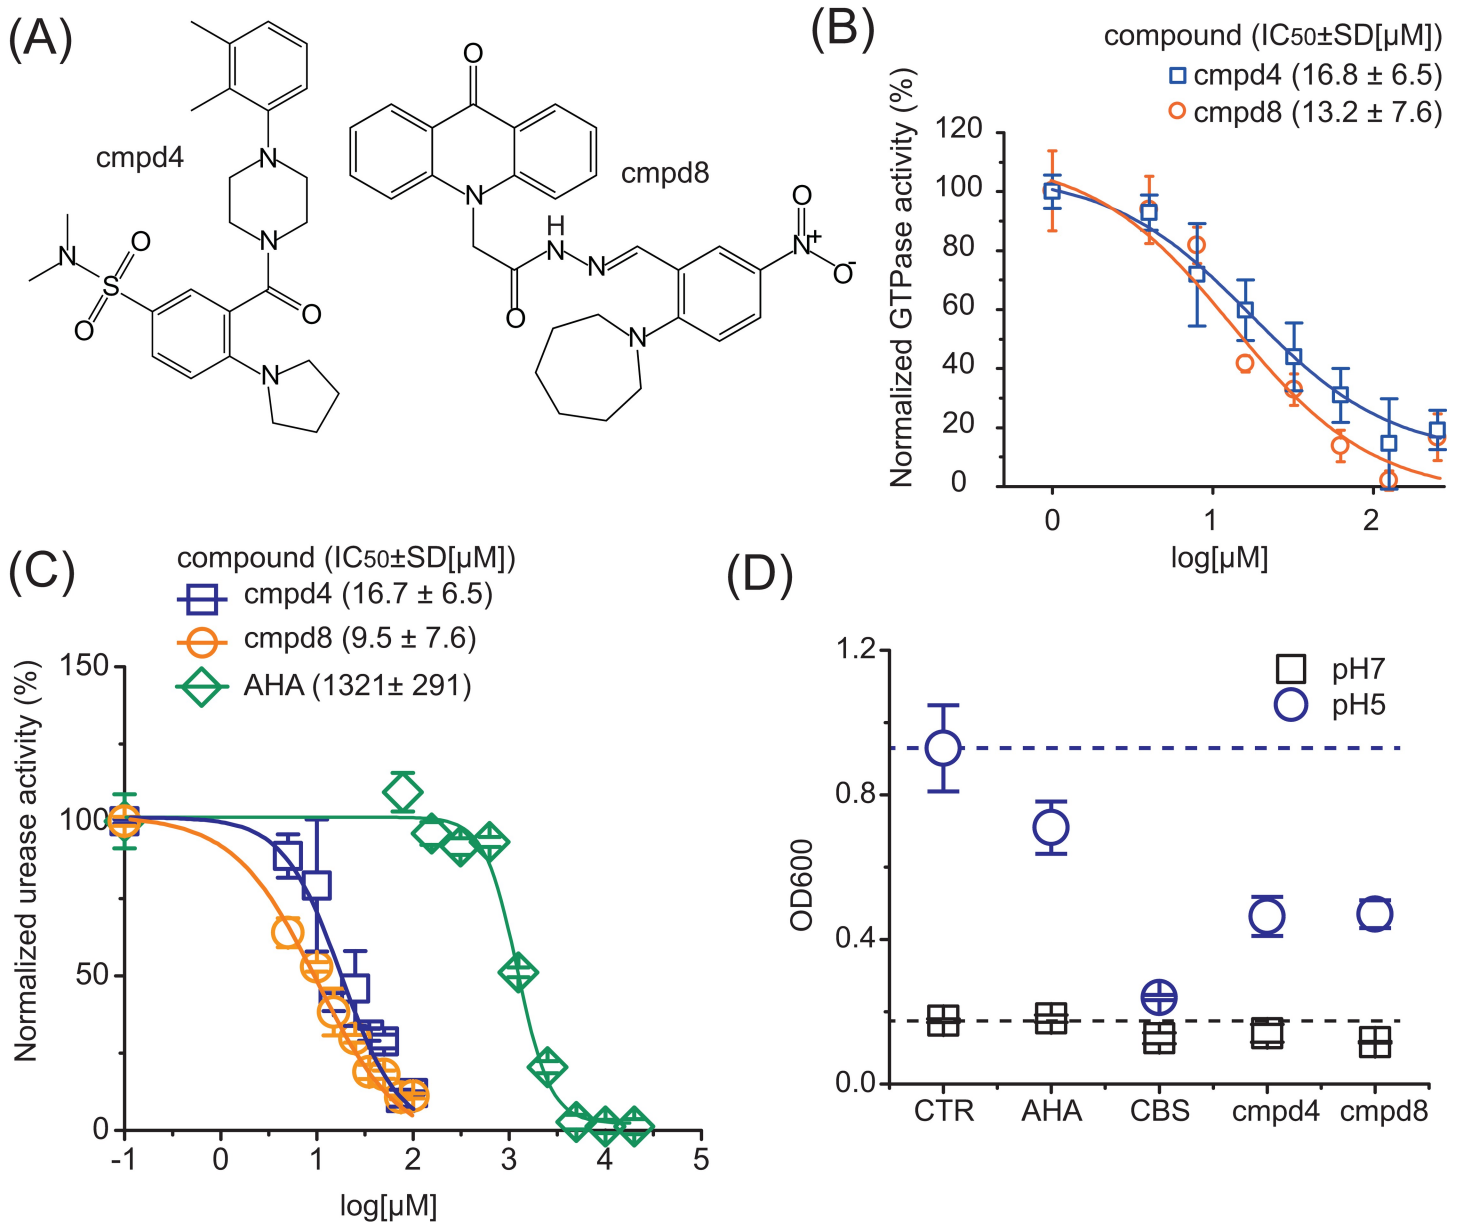 (A)
cmpd4
N
N
O
N
O
S
O
N
O
N
cmpd8
H
N
N
O
N
O
N+
O-
(B)
compound (IC50±SD[µM])
cmpd4 (16.8 ± 6.5)
cmpd8 (13.2 ± 7.6)
Normalized GTPase activity (%)
120
100
80
60
40
20
0
0 1 2
log[µM]
(C)
compound (IC50±SD[µM])
cmpd4 (16.7 ± 6.5)
cmpd8 (9.5 ± 7.6)
AHA (1321± 291)
Normalized urease activity (%)
150
100
50
0
-1 0 1 2 3 4 5
log[µM]
(D)
pH7
pH5
OD600
1.2
0.8
0.4
0.0
CTR AHA CBS cmpd4 cmpd8